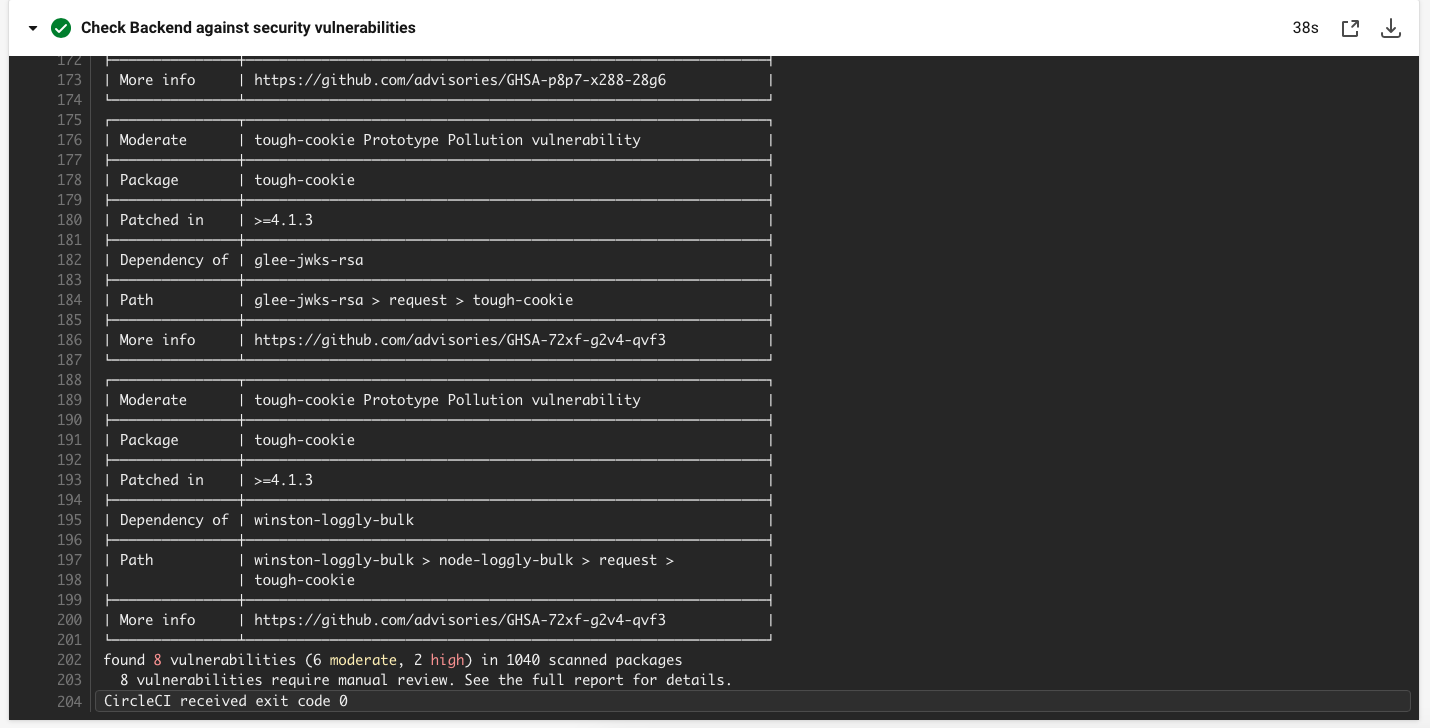 Check Backend against security vulnerabilities 38s
172
173 | More info | https://github.com/advisories/GHSA-p8p7-x288-28g6 |
174
175
176 | Moderate | tough-cookie Prototype Pollution vulnerability |
177
178 | Package | tough-cookie |
179
180 | Patched in | >=4.1.3 |
181
182 | Dependency of | glee-jwks-rsa |
183
184 | Path | glee-jwks-rsa > request > tough-cookie |
185
186 | More info | https://github.com/advisories/GHSA-72xf-g2v4-qvf3 |
187
188
189 | Moderate | tough-cookie Prototype Pollution vulnerability |
190
191 | Package | tough-cookie |
192
193 | Patched in | >=4.1.3 |
194
195 | Dependency of | winston-loggly-bulk |
196
197 | Path | winston-loggly-bulk > node-loggly-bulk > request > |
198 | | tough-cookie |
199
200 | More info | https://github.com/advisories/GHSA-72xf-g2v4-qvf3 |
201
202 found 8 vulnerabilities (6 moderate, 2 high) in 1040 scanned packages
203 8 vulnerabilities require manual review. See the full report for details.
204 CircleCI received exit code 0